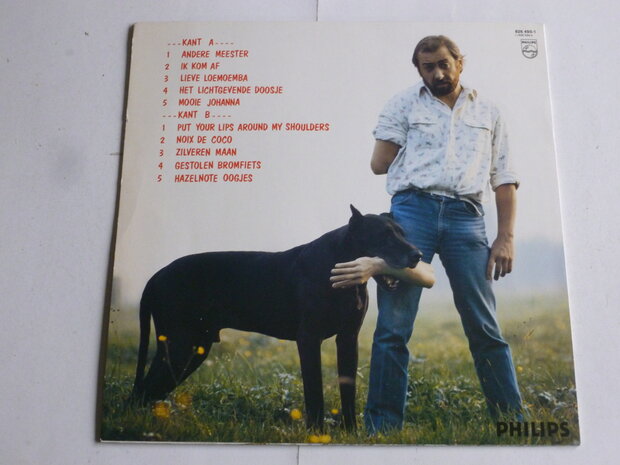 ---KANT A----
1 ANDERE MEESTER
2 IK KOM AF
3 LIEVE LOEMOEMBA
4 HET LICHTGEVENDE DOOSJE
5 MOOIE JOHANNA
---KANT B----
1 PUT YOUR LIPS AROUND MY SHOULDERS
2 NOIX DE COCO
3 ZILVEREN MAAN
4 GESTOLEN BROMFIETS
5 HAZELNOTE OOGJES
PHILIPS
PHILIPS